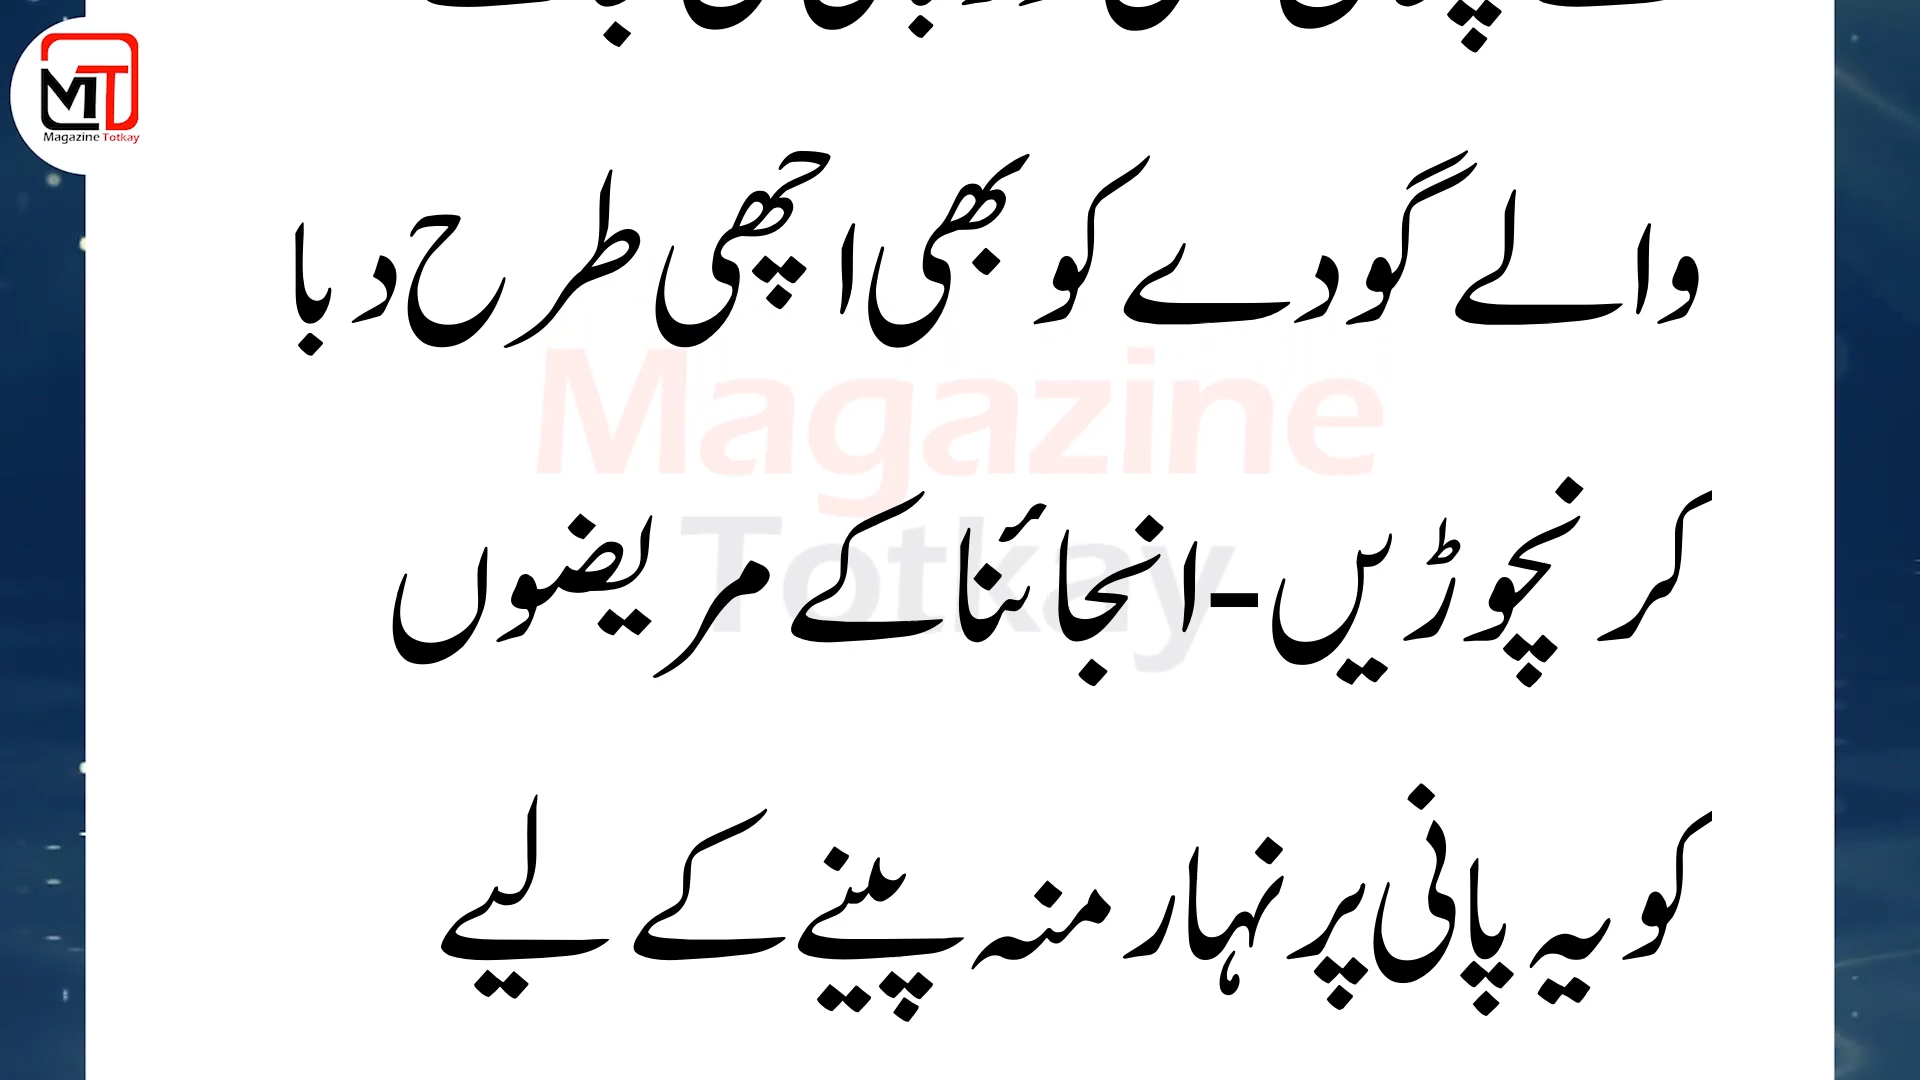 MT
Magazine Totkay
والے گودے کو بھی اچھی طرح دبا
Magazine
کر نچوڑیں-انجائنا کے مریضوں
Totkay
کو یہ پانی پر نہار منہ پینے کے لیے